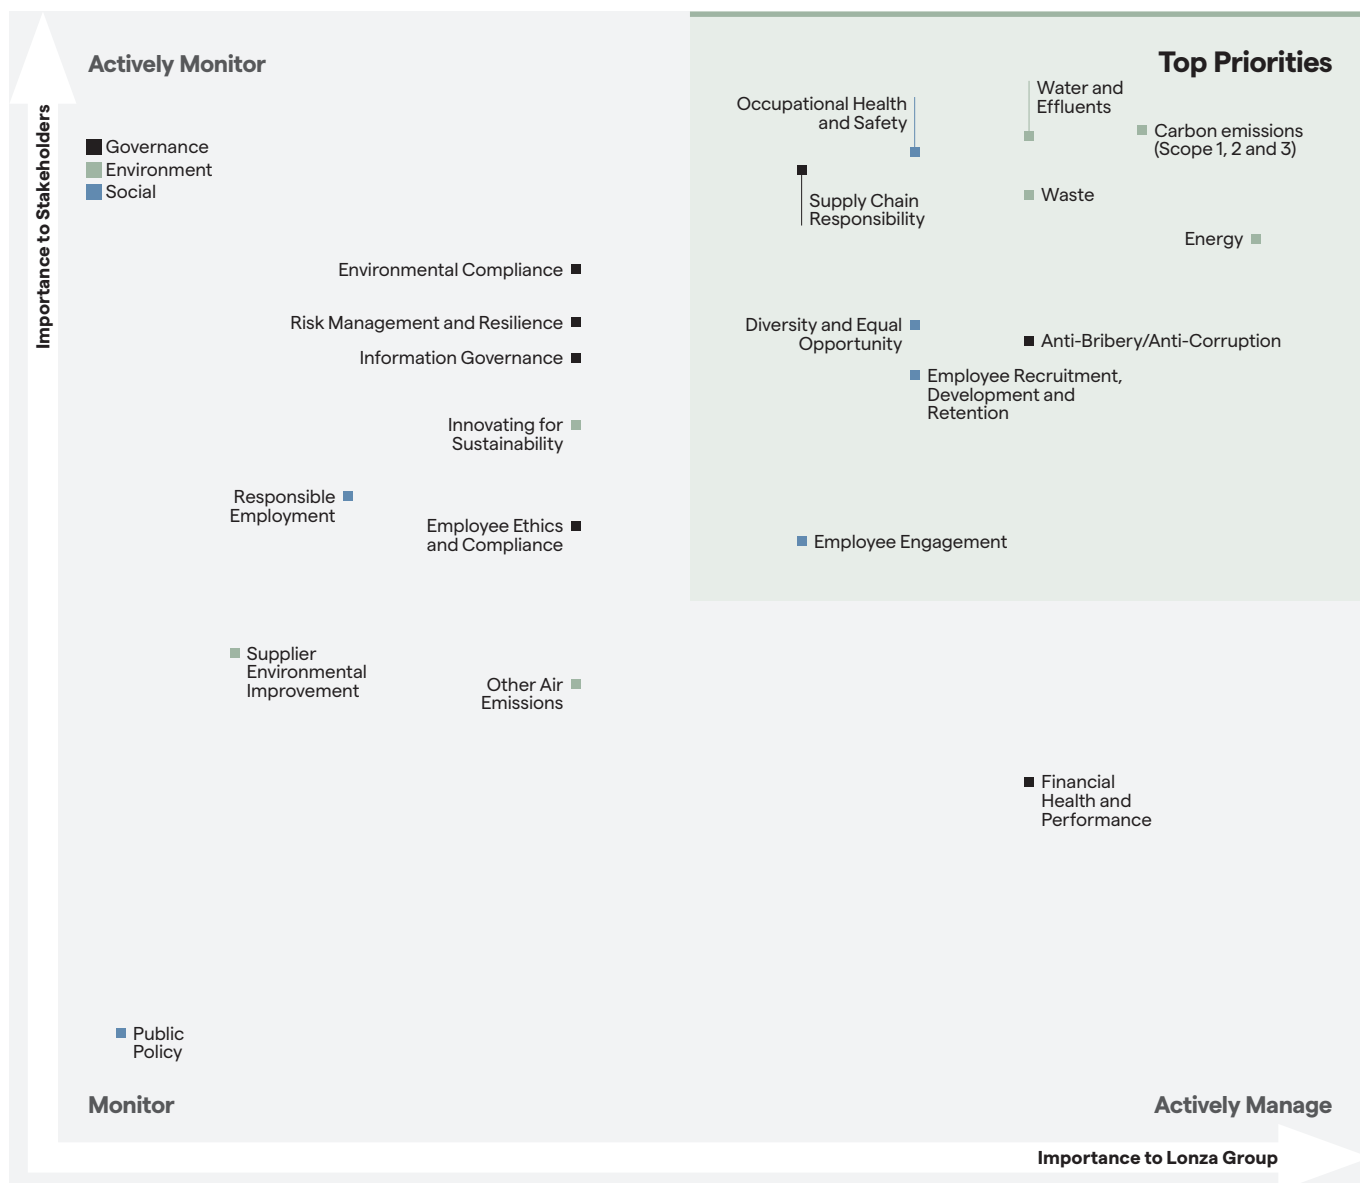 Actively Monitor
Top Priorities
Importance to Stakeholders
Governance
Environment
Social
Occupational Health
and Safety
Water and
Effluents
Carbon emissions
(Scope 1, 2 and 3)
Supply Chain
Responsibility
Waste
Energy
Environmental Compliance
Risk Management and Resilience
Information Governance
Diversity and Equal
Opportunity
Anti-Bribery/Anti-Corruption
Employee Recruitment,
Development and
Retention
Innovating for
Sustainability
Responsible
Employment
Employee Ethics
and Compliance
Employee Engagement
Supplier
Environmental
Improvement
Other Air
Emissions
Financial
Health and
Performance
Public
Policy
Monitor
Actively Manage
Importance to Lonza Group